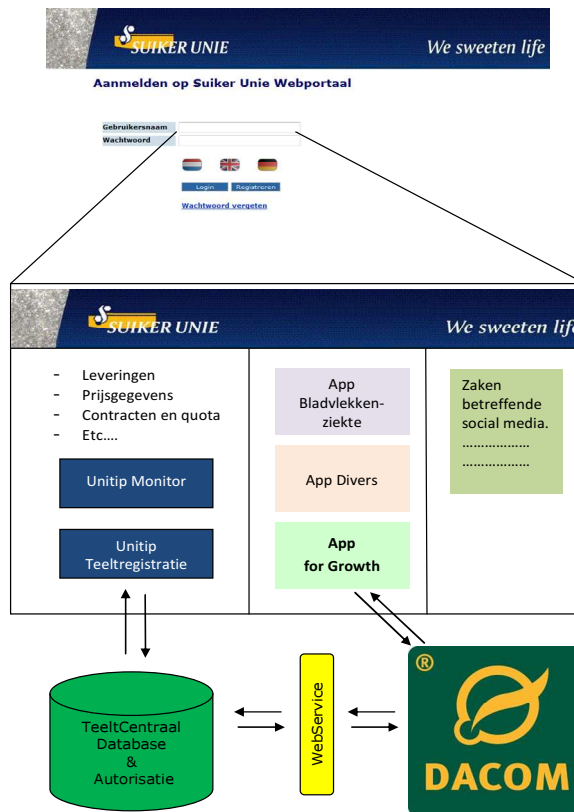 SUIKER UNIE
We sweeten life
Aanmelden op Suiker Unie Webportaal
Gebruikersnaam
Wachtwoord
Login
Registreren
Wachtwoord vergeten
SUIKER UNIE
We sweeten life
- Leveringen
- Prijsgegevens
- Contracten en quota
- Etc....
Unitip Monitor
Unitip
Teeltregistratie
App
Bladvlekken-
ziekte
App Divers
App
for Growth
Zaken
betreffende
social media.
………………
………………
TeeltCentraal
Database
&
Autorisatie
WebService
®
DACOM